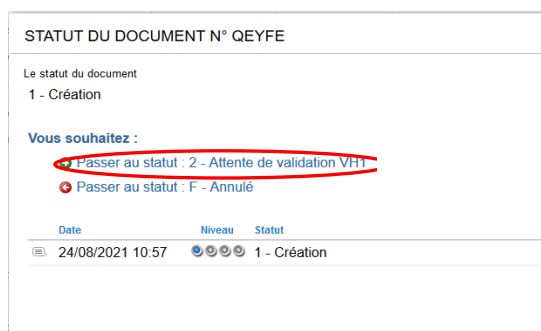 STATUT DU DOCUMENT N° QEYFE
Le statut du document
1 - Création
Vous souhaitez :
Passer au statut : 2 - Attente de validation VH1
Passer au statut : F - Annulé
Date Niveau Statut
24/08/2021 10:57 1 - Création